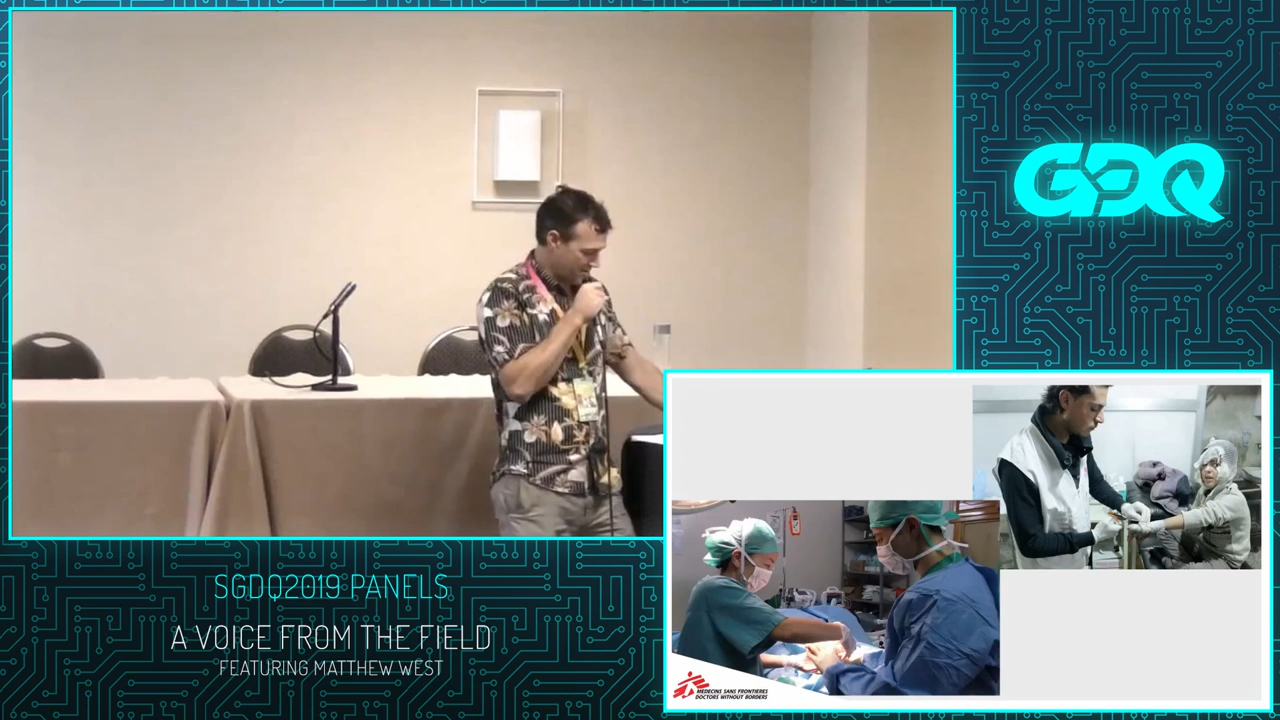 GDQ
SGDQ2019 PANELS
A VOICE FROM THE FIELD
FEATURING MATTHEW WEST
MEDECINS SANS FRONTIERES
DOCTORS WITHOUT BORDERS